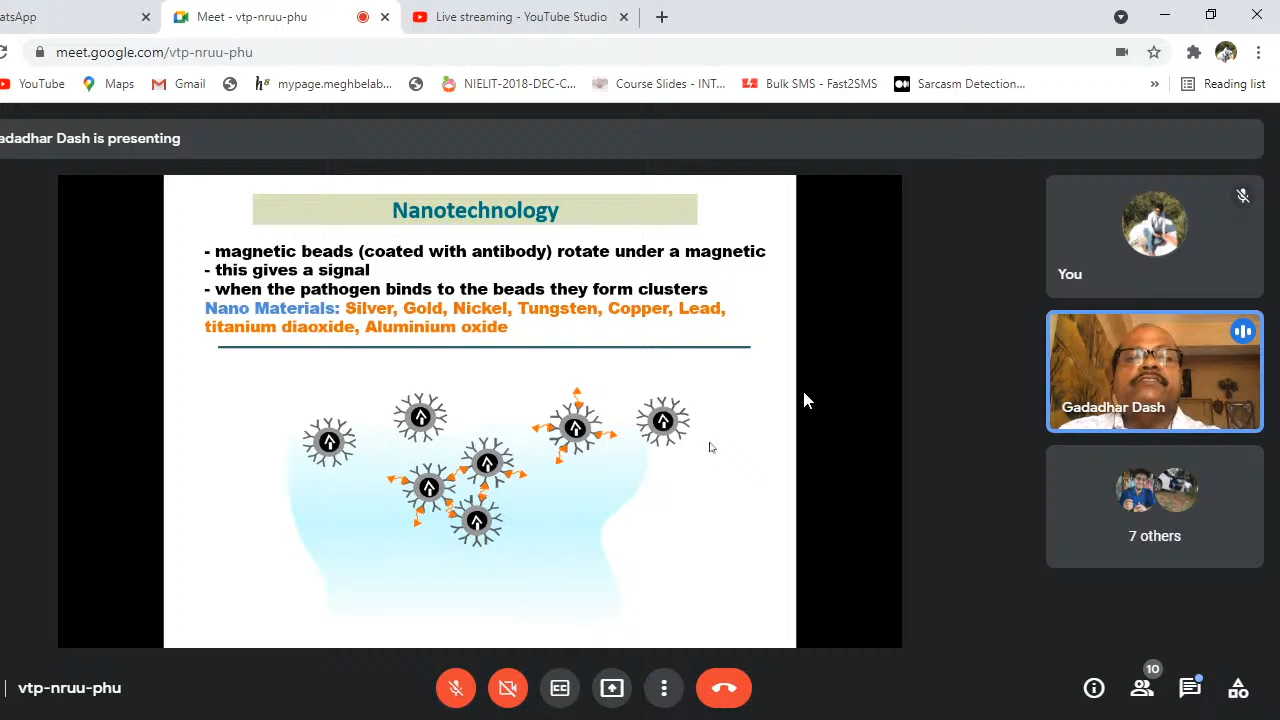 atsApp
Meet - vtp-nruu-phu
Live streaming - YouTube Studio
meet.google.com/vtp-nruu-phu
YouTube
Maps
Gmail
mypage.meghbelab...
NIELIT-2018-DEC-C...
Course Slides - INT...
Bulk SMS - Fast2SMS
Sarcasm Detection...
»
Reading list
adadhar Dash is presenting
Nanotechnology
- magnetic beads (coated with antibody) rotate under a magnetic
- this gives a signal
- when the pathogen binds to the beads they form clusters
Nano Materials: Silver, Gold, Nickel, Tungsten, Copper, Lead,
titanium diaoxide, Aluminium oxide
You
Gadadhar Dash
7 others
vtp-nruu-phu
CC
10